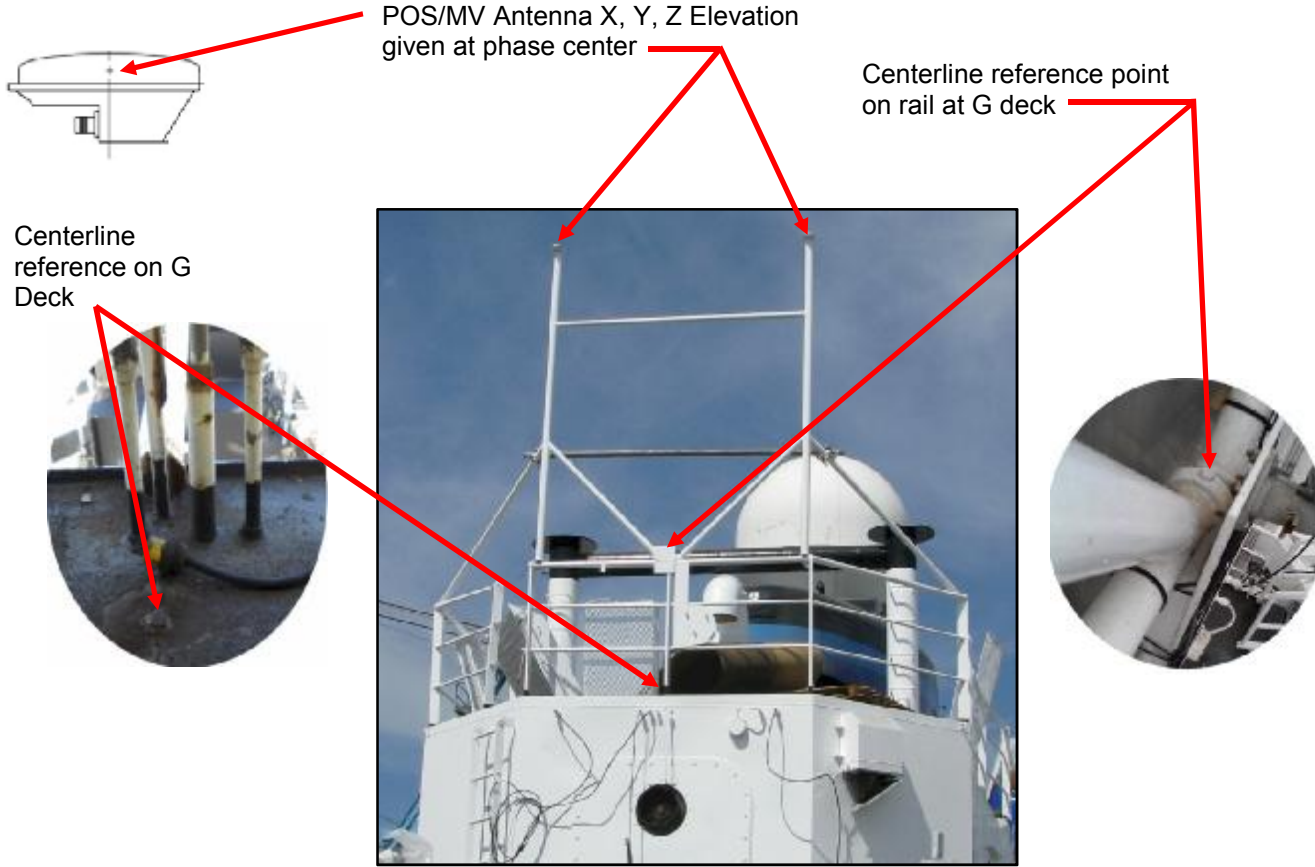 POS/MV Antenna X, Y, Z Elevation
given at phase center
Centerline reference point
on rail at G deck
Centerline
reference on G
Deck